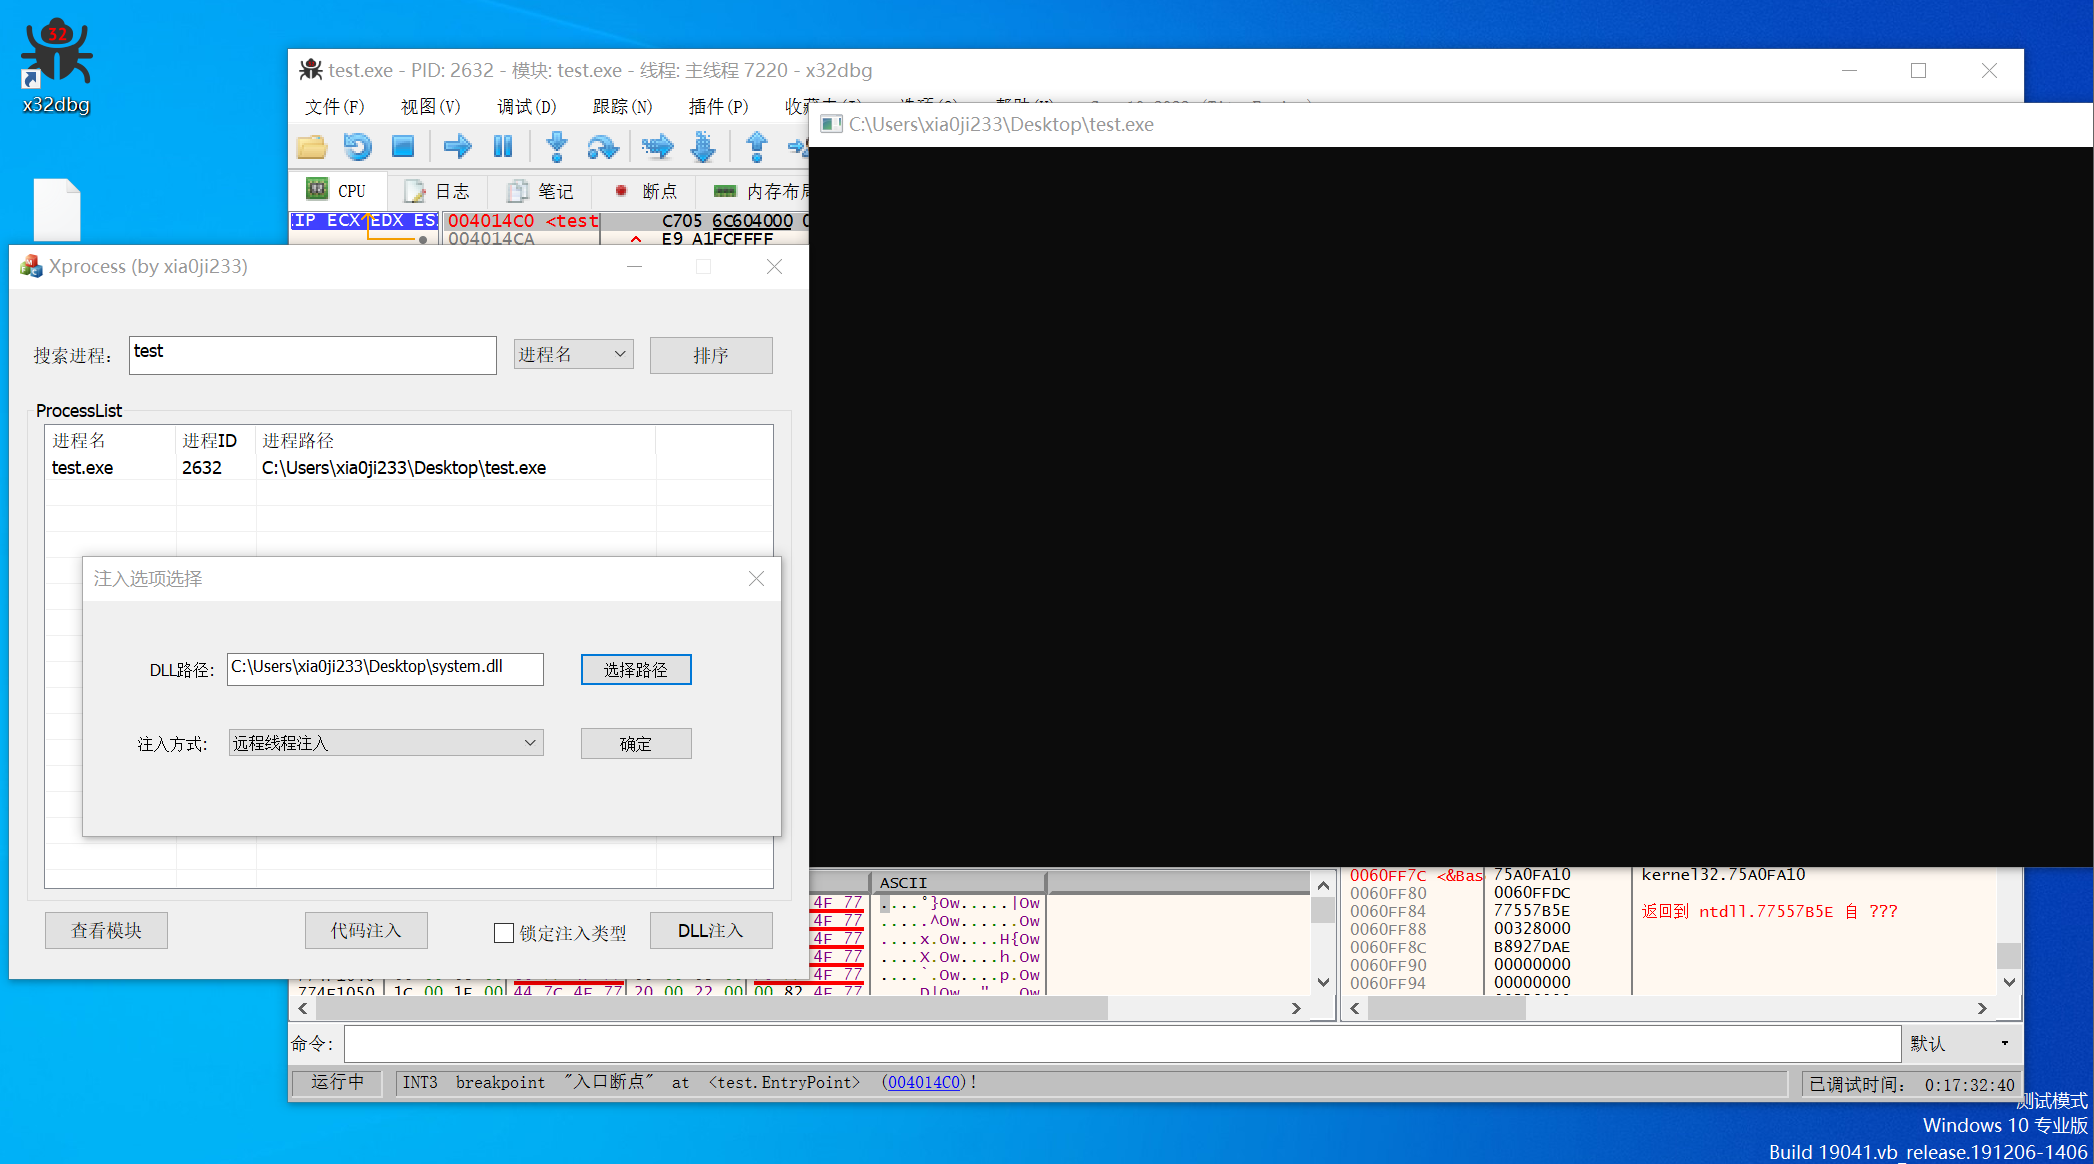 32
x32dbg
test.exe - PID: 2632 - 模块: test.exe - 线程: 主线程 7220 - x32dbg
文件(F) 视图(V) 调试(D) 跟踪(N) 插件(P)
C:\Users\xia0ji233\Desktop\test.exe
CPU 日志 笔记 断点 内存布局
IP ECX EDX ES 004014C0 <test C705 6C604000
004014CA E9 A1FCFFFF
Xprocess (by xia0ji233)
搜索进程: test 进程名 排序
ProcessList
进程名 进程ID 进程路径
test.exe 2632 C:\Users\xia0ji233\Desktop\test.exe
注入选项选择
DLL路径: C:\Users\xia0ji233\Desktop\system.dll 选择路径
注入方式: 远程线程注入 确定
查看模块 代码注入 锁定注入类型 DLL注入
ASCII
4F 77 ....°}Ow.....|Ow
4F 77 .....^Ow......Ow
4F 77 ....x.Ow....H{Ow
4F 77 ....X.Ow....h.Ow
4F 77 ....`.Ow....p.Ow
774F1050 1C 00 1E 00 44 7C 4F 77 20 00 22 00 00 82 4F 77
0060FF7C <&Bas 75A0FA10 kernel32.75A0FA10
0060FF80 0060FFDC
0060FF84 77557B5E 返回到 ntdll.77557B5E 自 ???
0060FF88 00328000
0060FF8C B8927DAE
0060FF90 00000000
0060FF94 00000000
命令: 默认
运行中 INT3 breakpoint "入口断点" at <test.EntryPoint> (004014C0)! 已调试时间: 0:17:32:40
测试模式
Windows 10 专业版
Build 19041.vb_release.191206-1406